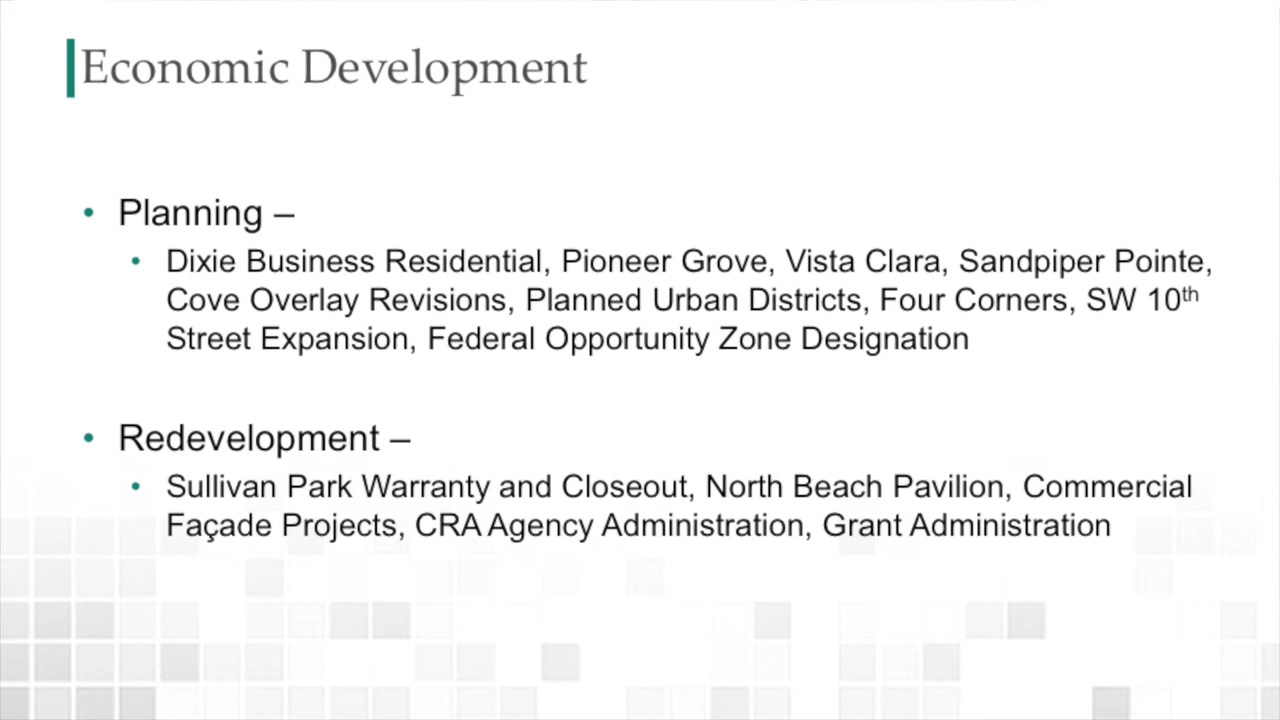 Economic Development
• Planning –
• Dixie Business Residential, Pioneer Grove, Vista Clara, Sandpiper Pointe,
Cove Overlay Revisions, Planned Urban Districts, Four Corners, SW 10th
Street Expansion, Federal Opportunity Zone Designation
• Redevelopment –
• Sullivan Park Warranty and Closeout, North Beach Pavilion, Commercial
Façade Projects, CRA Agency Administration, Grant Administration